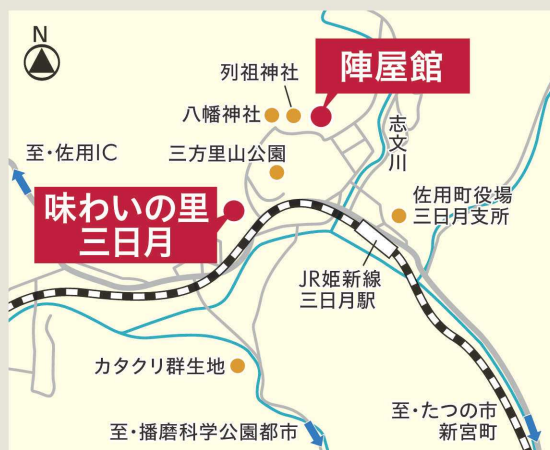 N
陣屋館
列祖神社
八幡神社
志文川
至・佐用IC
三方里山公園
味わいの里
三日月
佐用町役場
三日月支所
JR姫新線
三日月駅
カタクリ群生地
至・たつの市
新宮町
至・播磨科学公園都市